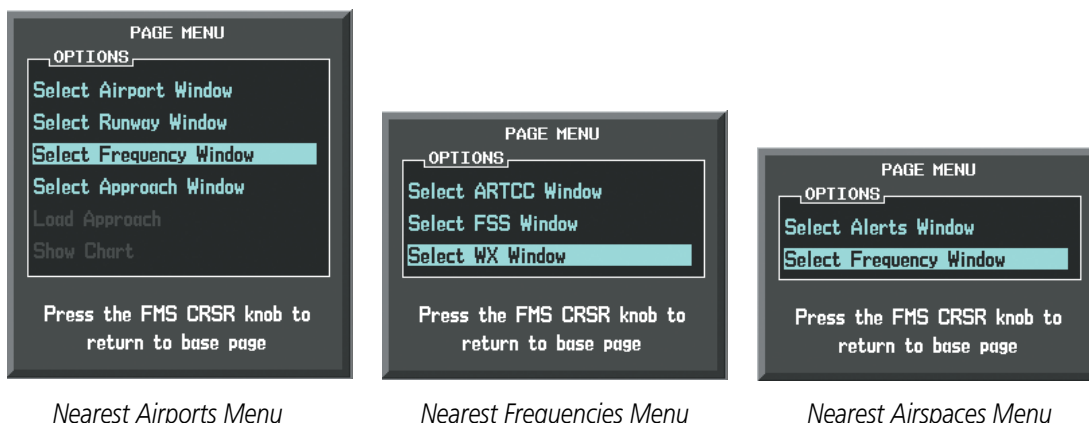 PAGE MENU
OPTIONS
Select Airport Window
Select Runway Window
Select Frequency Window
Select Approach Window
Load Approach
Show Chart
Press the FMS CRSR knob to
return to base page
Nearest Airports Menu
PAGE MENU
OPTIONS
Select ARTCC Window
Select FSS Window
Select WX Window
Press the FMS CRSR knob to
return to base page
Nearest Frequencies Menu
PAGE MENU
OPTIONS
Select Alerts Window
Select Frequency Window
Press the FMS CRSR knob to
return to base page
Nearest Airspaces Menu